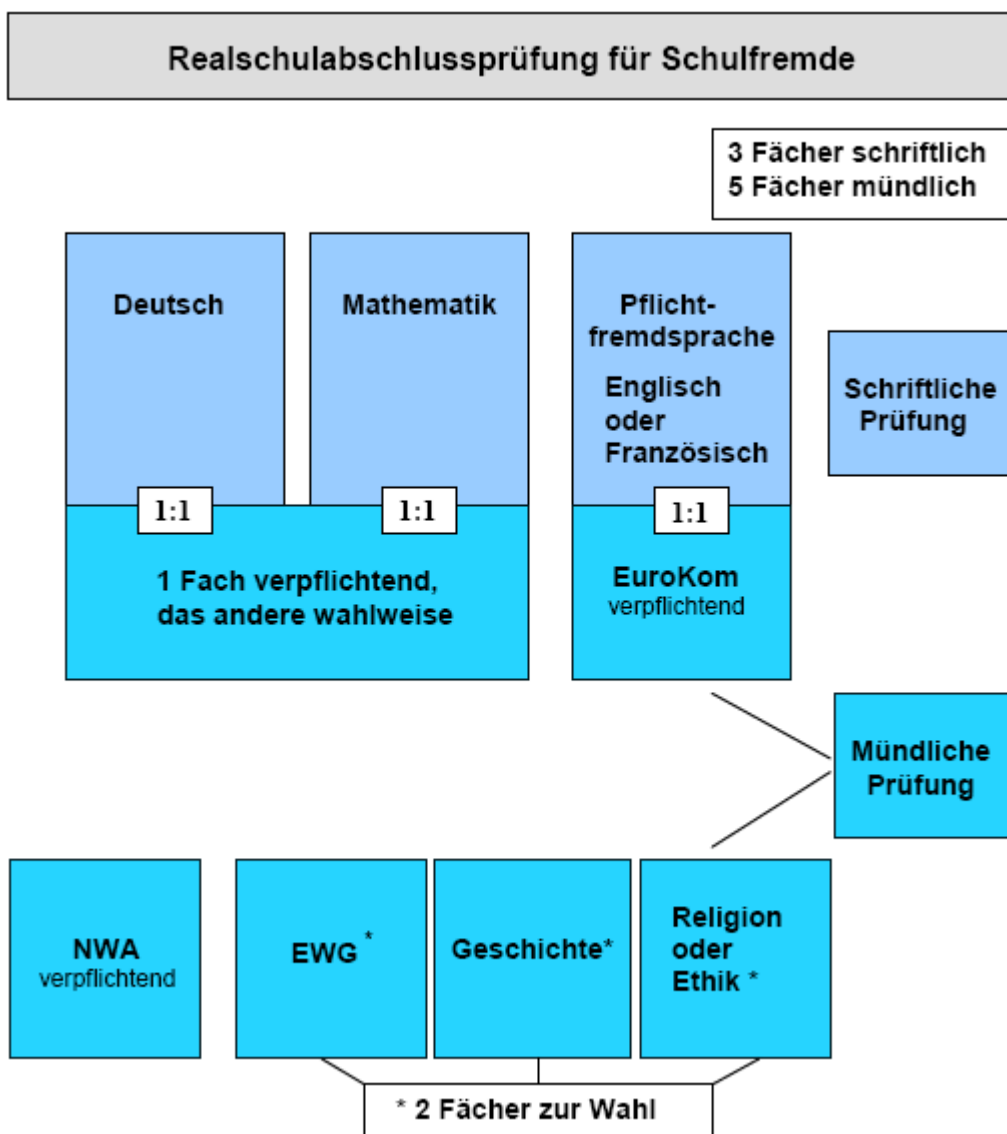 Realschulabschlussprüfung für Schulfremde
3 Fächer schriftlich
5 Fächer mündlich
Deutsch
Mathematik
Pflicht-
fremdsprache
Englisch
oder
Französisch
Schriftliche
Prüfung
1:1
1:1
1:1
1 Fach verpflichtend,
das andere wahlweise
EuroKom
verpflichtend
Mündliche
Prüfung
NWA
verpflichtend
EWG *
Geschichte*
Religion
oder
Ethik *
* 2 Fächer zur Wahl